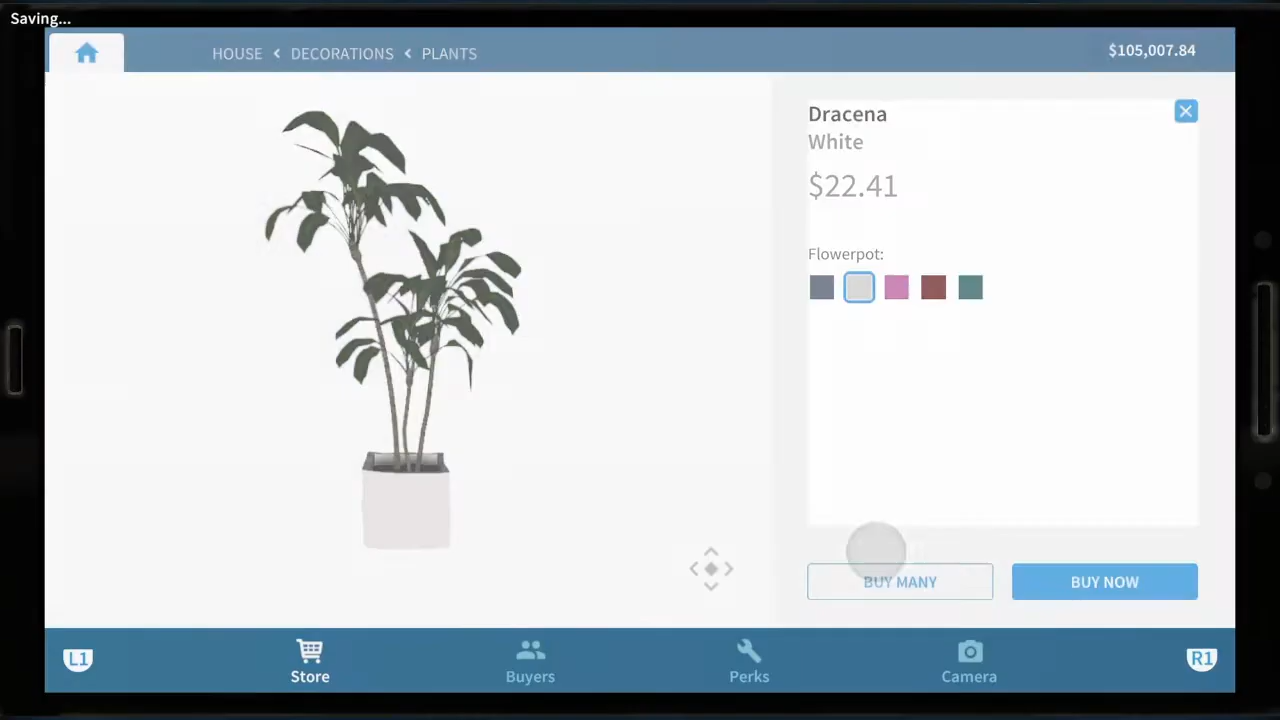 Saving...
HOUSE < DECORATIONS < PLANTS
$105,007.84
Dracena
White
$22.41
Flowerpot:
BUY MANY
BUY NOW
L1
Store
Buyers
Perks
Camera
R1